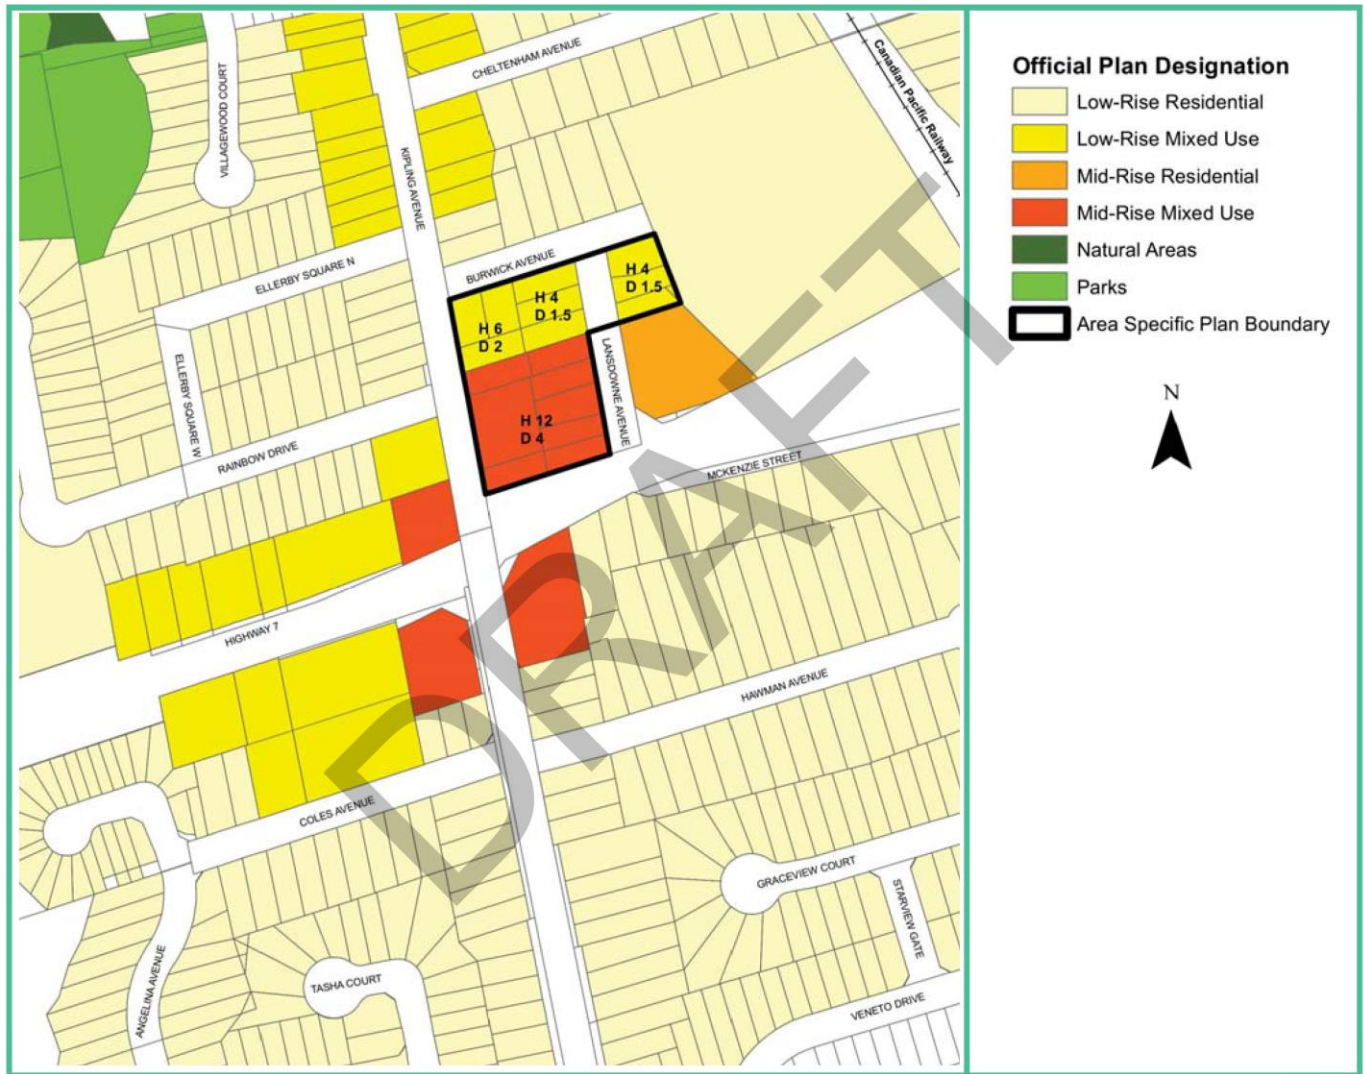 VILLAGEWOOD COURT
CHELTENHAM AVENUE
Canadian Pacific Railway
KIPLING AVENUE
BURWICK AVENUE
ELLERBY SQUARE N
ELLERBY SQUARE W
H 4
D 1.5
H 4
D 1.5
H 6
D 2
LANSDOWNE AVENUE
H 12
D 4
RAINBOW DRIVE
MCKENZIE STREET
HIGHWAY 7
HAWMAN AVENUE
COLES AVENUE
GRACEVIEW COURT
STARVIEW GATE
ANGELINA AVENUE
TASHA COURT
VENETO DRIVE
DRAFT
Official Plan Designation
Low-Rise Residential
Low-Rise Mixed Use
Mid-Rise Residential
Mid-Rise Mixed Use
Natural Areas
Parks
Area Specific Plan Boundary
N